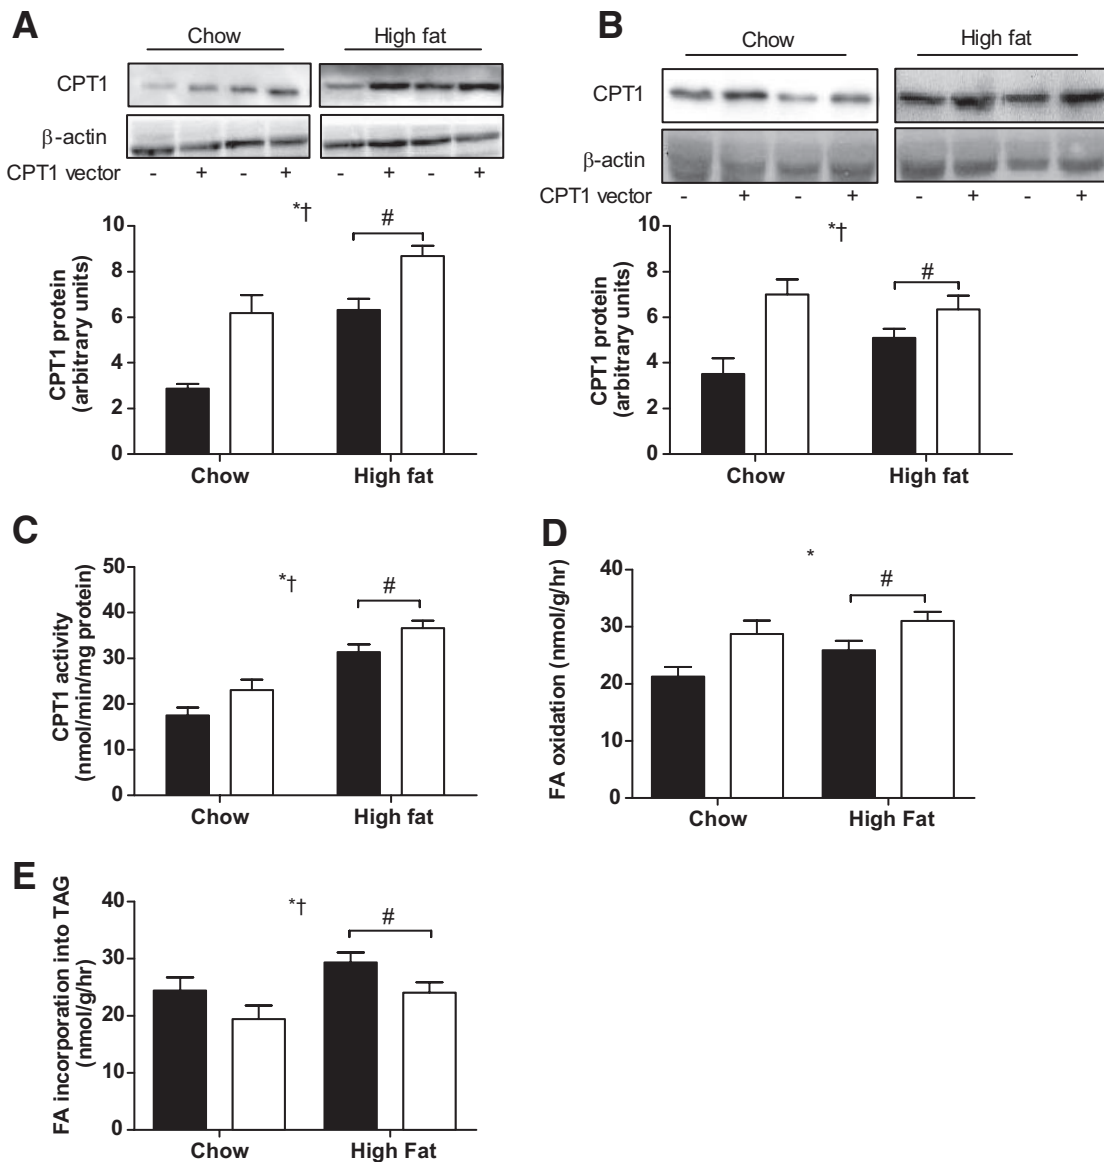 A
Chow
High fat
CPT1
β-actin
CPT1 vector - + - + - + - +
*†
#
10
8
6
4
2
0
CPT1 protein
(arbitrary units)
Chow
High fat
B
Chow
High fat
CPT1
β-actin
CPT1 vector - + - + - + - +
*†
#
10
8
6
4
2
0
CPT1 protein
(arbitrary units)
Chow
High fat
C
*†
#
50
40
30
20
10
0
CPT1 activity
(nmol/min/mg protein)
Chow
High fat
D
*
#
40
30
20
10
0
FA oxidation (nmol/g/hr)
Chow
High Fat
E
*†
#
40
30
20
10
0
FA incorporation into TAG
(nmol/g/hr)
Chow
High Fat